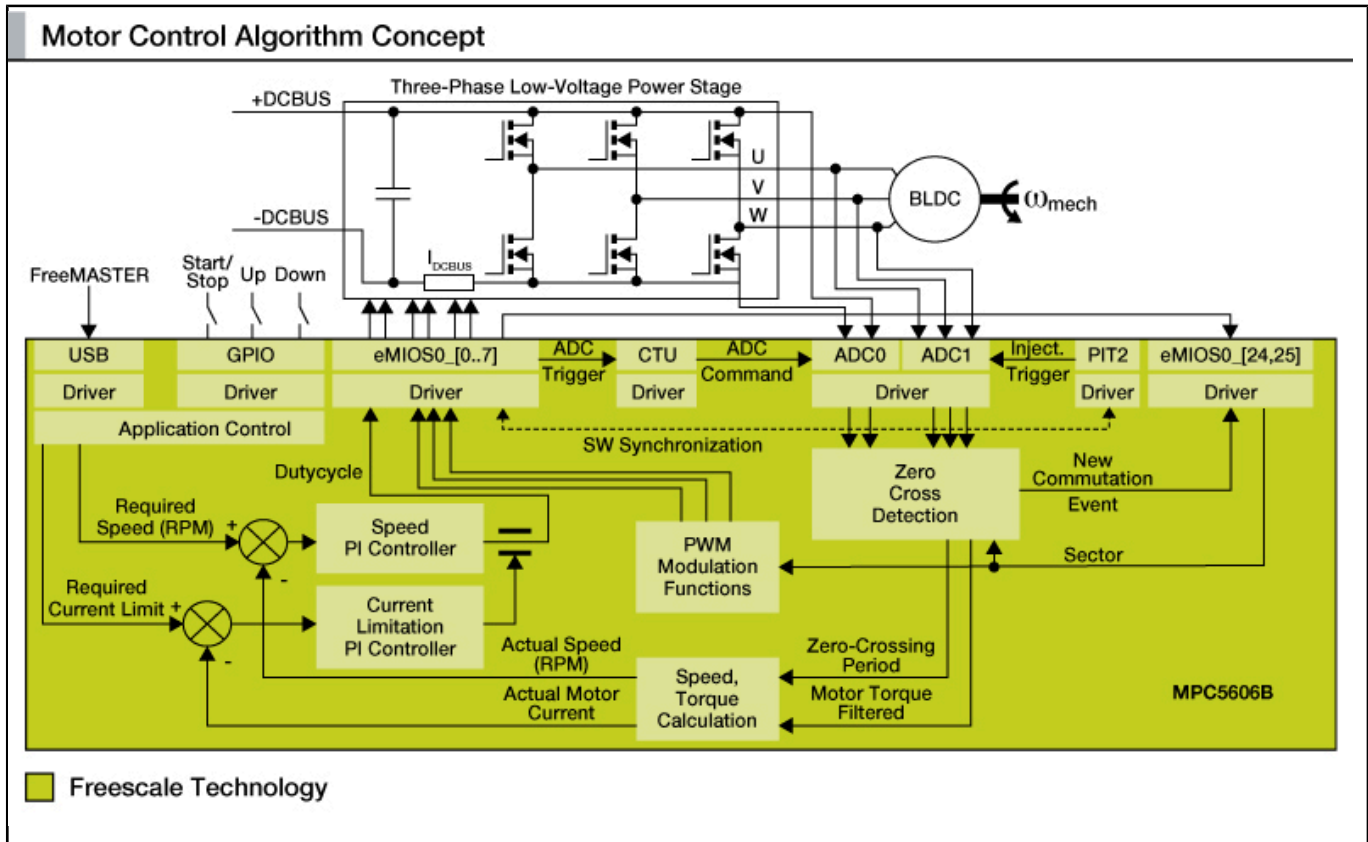 Motor Control Algorithm Concept
Three-Phase Low-Voltage Power Stage
+DCBUS
U
V
BLDC
ωmech
W
-DCBUS
IDCBUS
FreeMASTER
Start/
Stop
Up
Down
USB
GPIO
eMIOS0_[0..7]
ADC
Trigger
CTU
ADC
Command
ADC0
ADC1
Inject.
Trigger
PIT2
eMIOS0_[24,25]
Driver
Driver
Driver
Driver
Driver
Driver
Driver
Application Control
SW Synchronization
Dutycycle
Zero
Cross
Detection
New
Commutation
Event
Required
Speed (RPM)
+
-
Speed
PI Controller
PWM
Modulation
Functions
Sector
Required
Current Limit
+
-
Current
Limitation
PI Controller
Actual Speed
(RPM)
Actual Motor
Current
Speed,
Torque
Calculation
Zero-Crossing
Period
Motor Torque
Filtered
MPC5606B
Freescale Technology